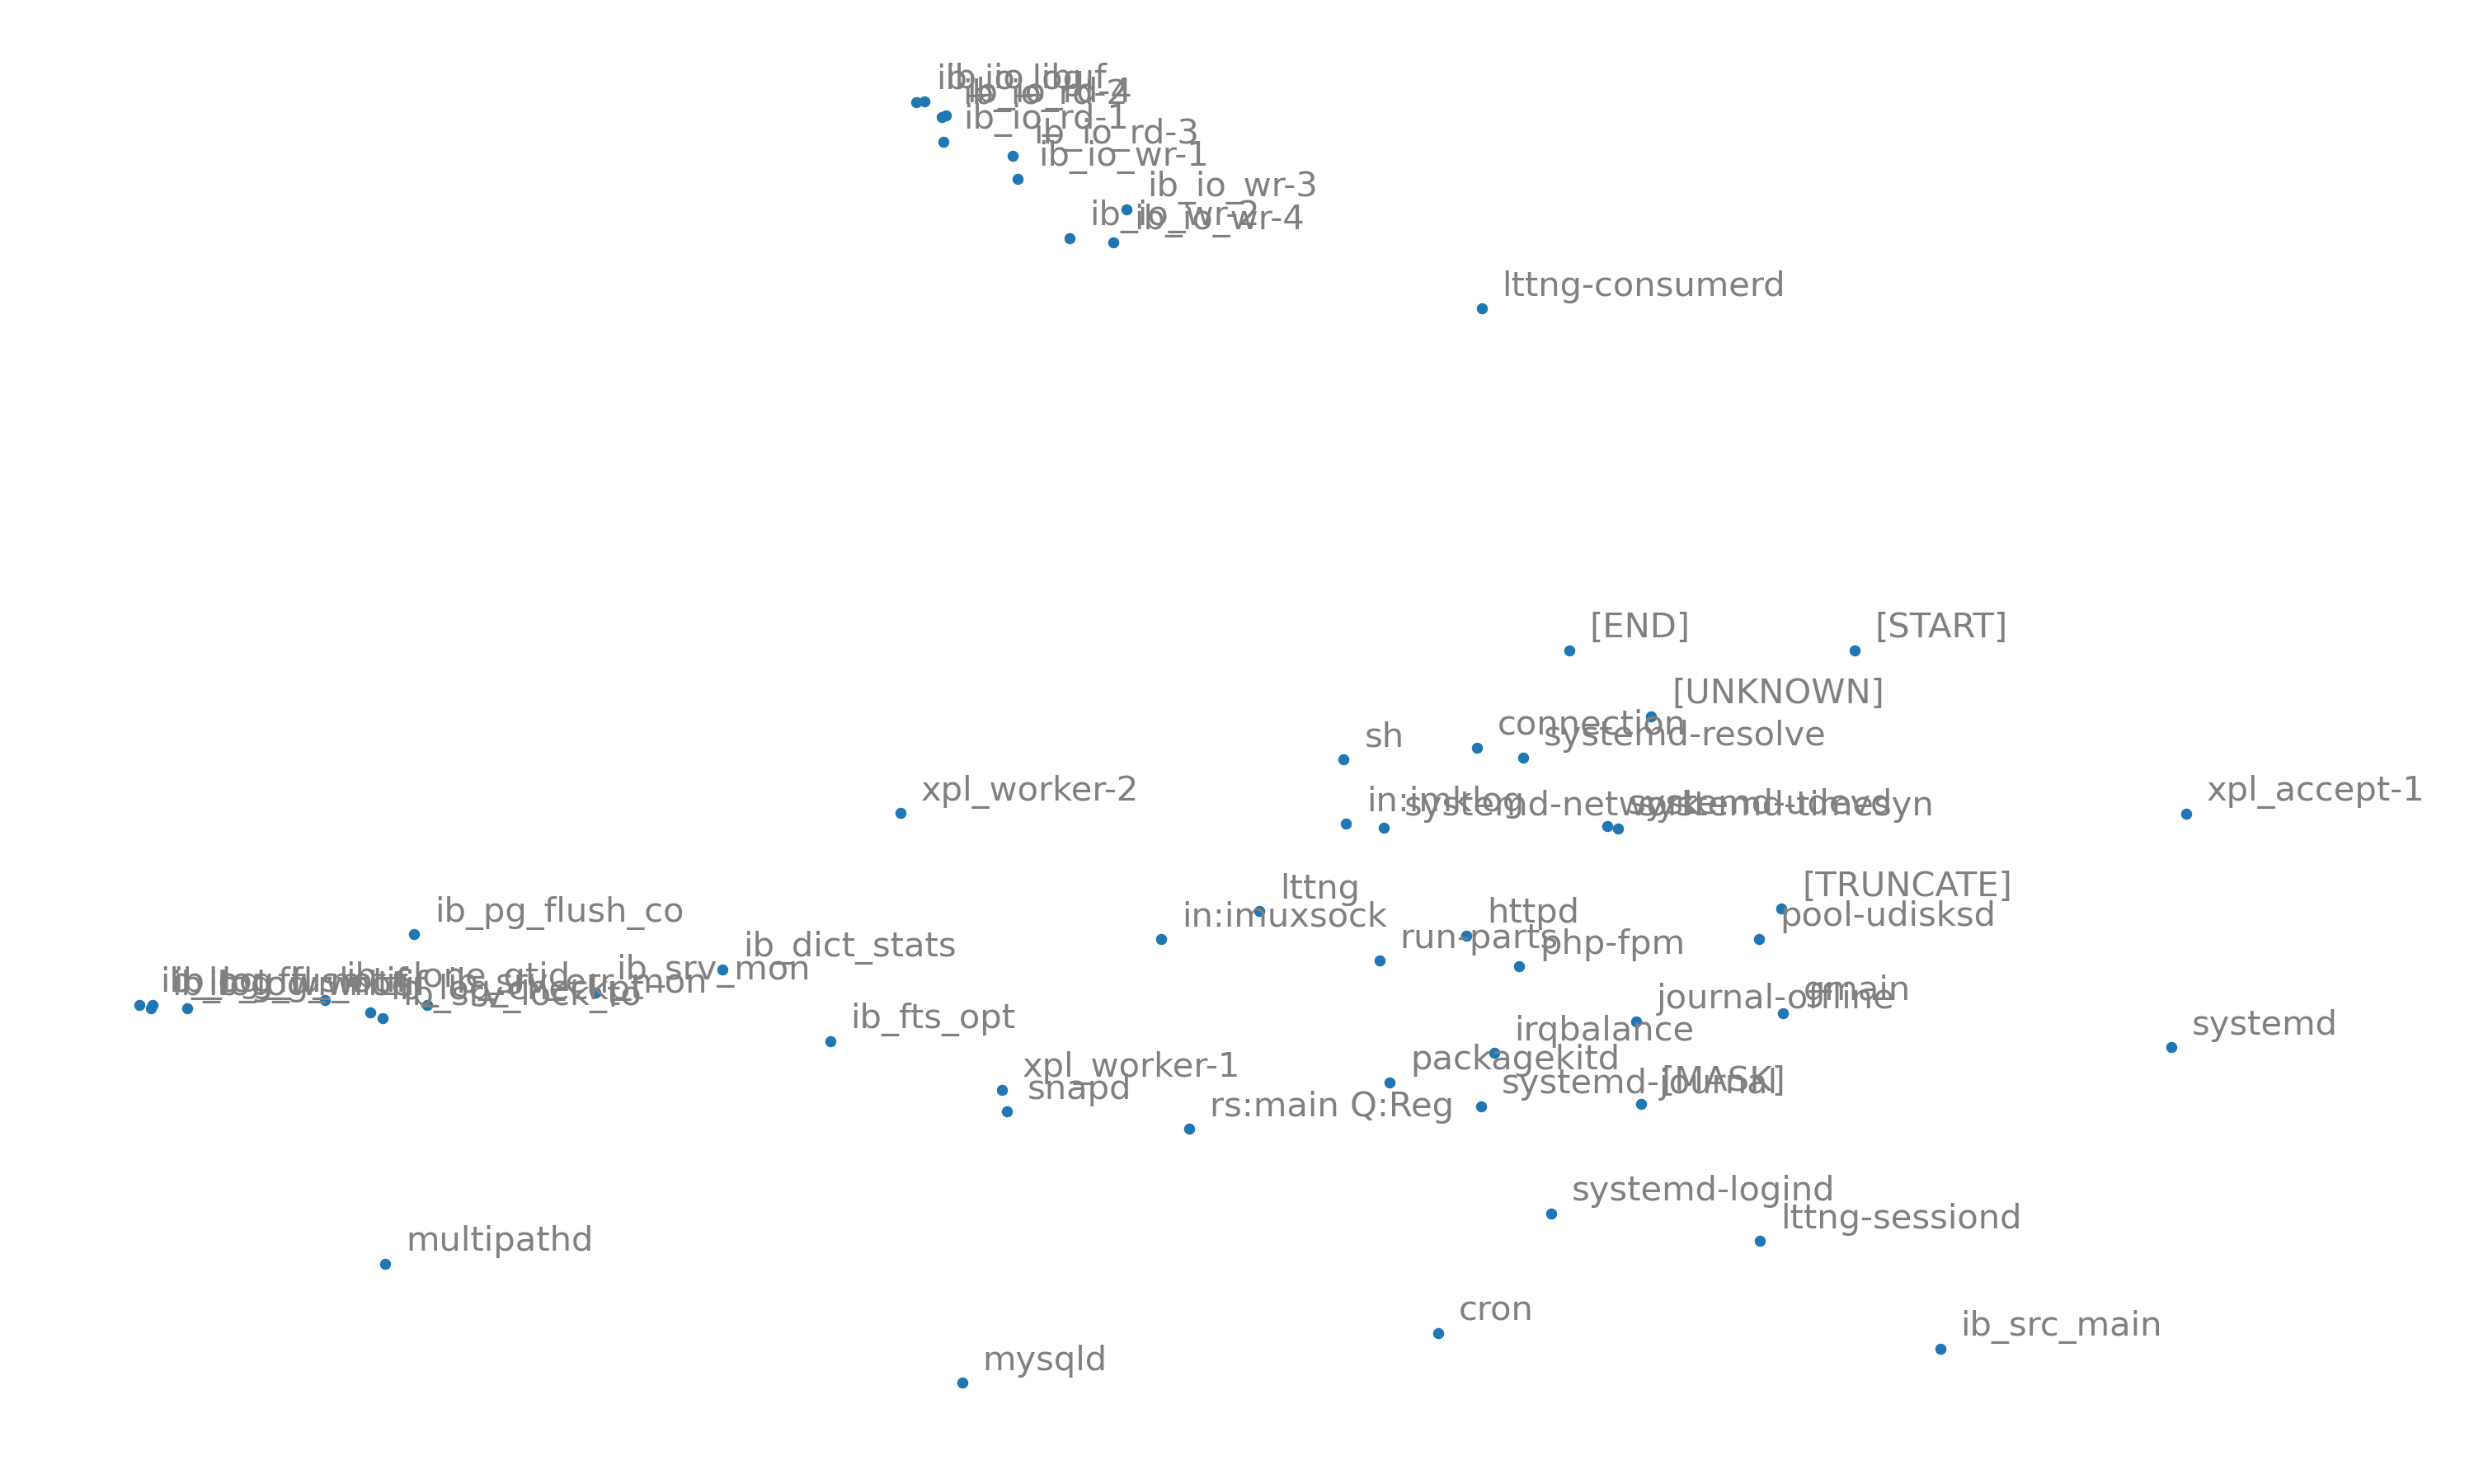 ib_io_ibuf
ib_io_rd-4
ib_io_rd-2
ib_io_rd-1
ib_io_rd-3
ib_io_wr-1
ib_io_wr-3
ib_io_wr-2
ib_io_wr-4
lttng-consumerd
[END]
[START]
[UNKNOWN]
connection
systemd-resolve
sh
xpl_worker-2
xpl_accept-1
in:imklog
systemd-network
systemd-udevd
systemd-timesyn
[TRUNCATE]
lttng
httpd
in:imuxsock
pool-udisksd
ib_pg_flush_co
run-parts
php-fpm
ib_dict_stats
ib_srv_mon
ib_clone_gtid
ib_srv_err_mon
ib_log_checkpt
ib_srv_lock_to
gmain
journal-offline
ib_fts_opt
irqbalance
systemd
packagekitd
xpl_worker-1
snapd
systemd-journal
[MASK]
rs:main Q:Reg
systemd-logind
lttng-sessiond
multipathd
cron
ib_src_main
mysqld